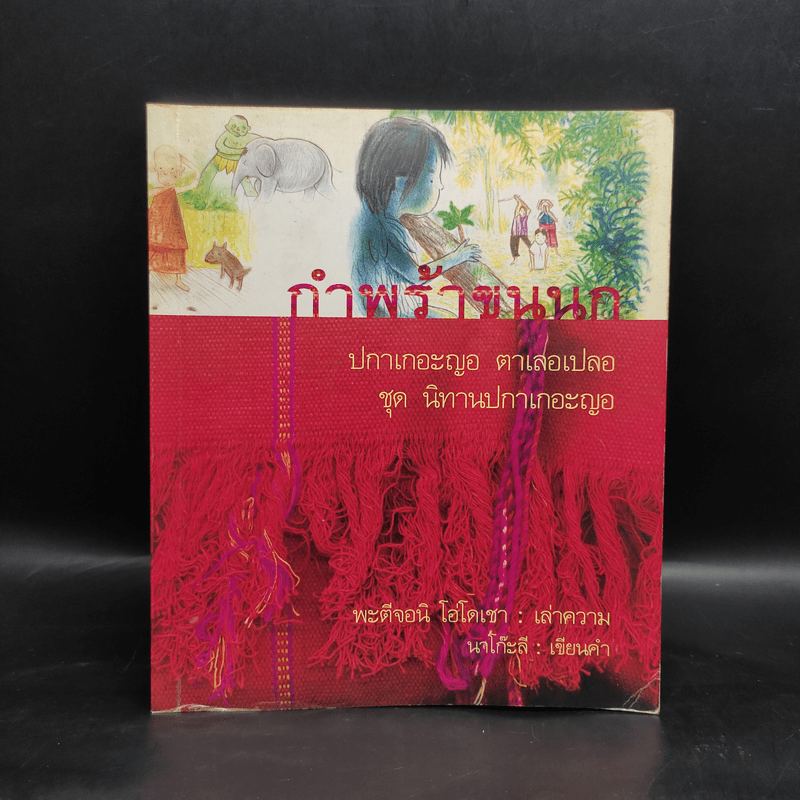 กำพร้าขนนก
ปกาเกอะญอ ตาเลอเปลอ
ชุด นิทานปกาเกอะญอ
พะตีจอนิ โอ่โดเชา : เล่าความ
นาโก๊ะลี : เขียนคำ